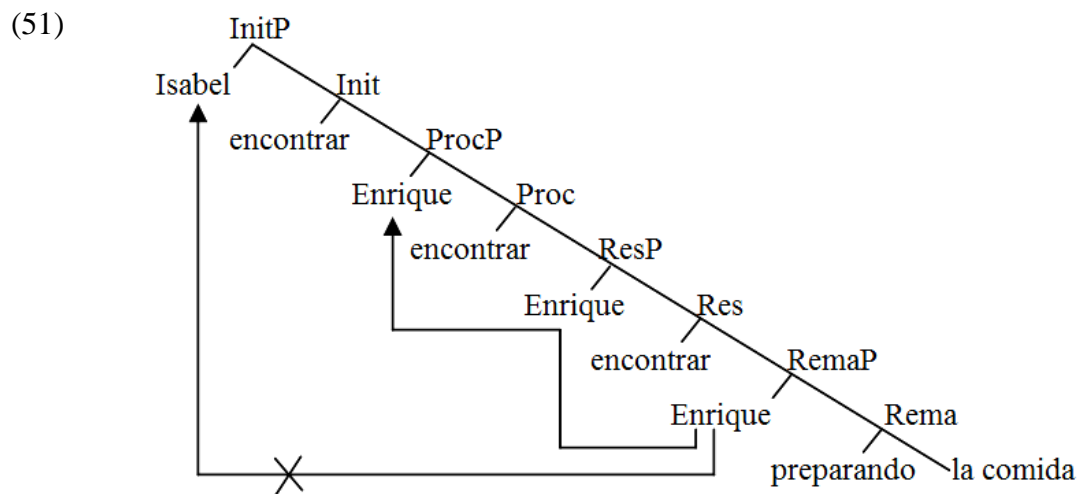 (51)
InitP
Isabel
Init
encontrar
ProcP
Enrique
Proc
encontrar
ResP
Enrique
Res
encontrar
RemaP
Enrique
Rema
preparando
la comida